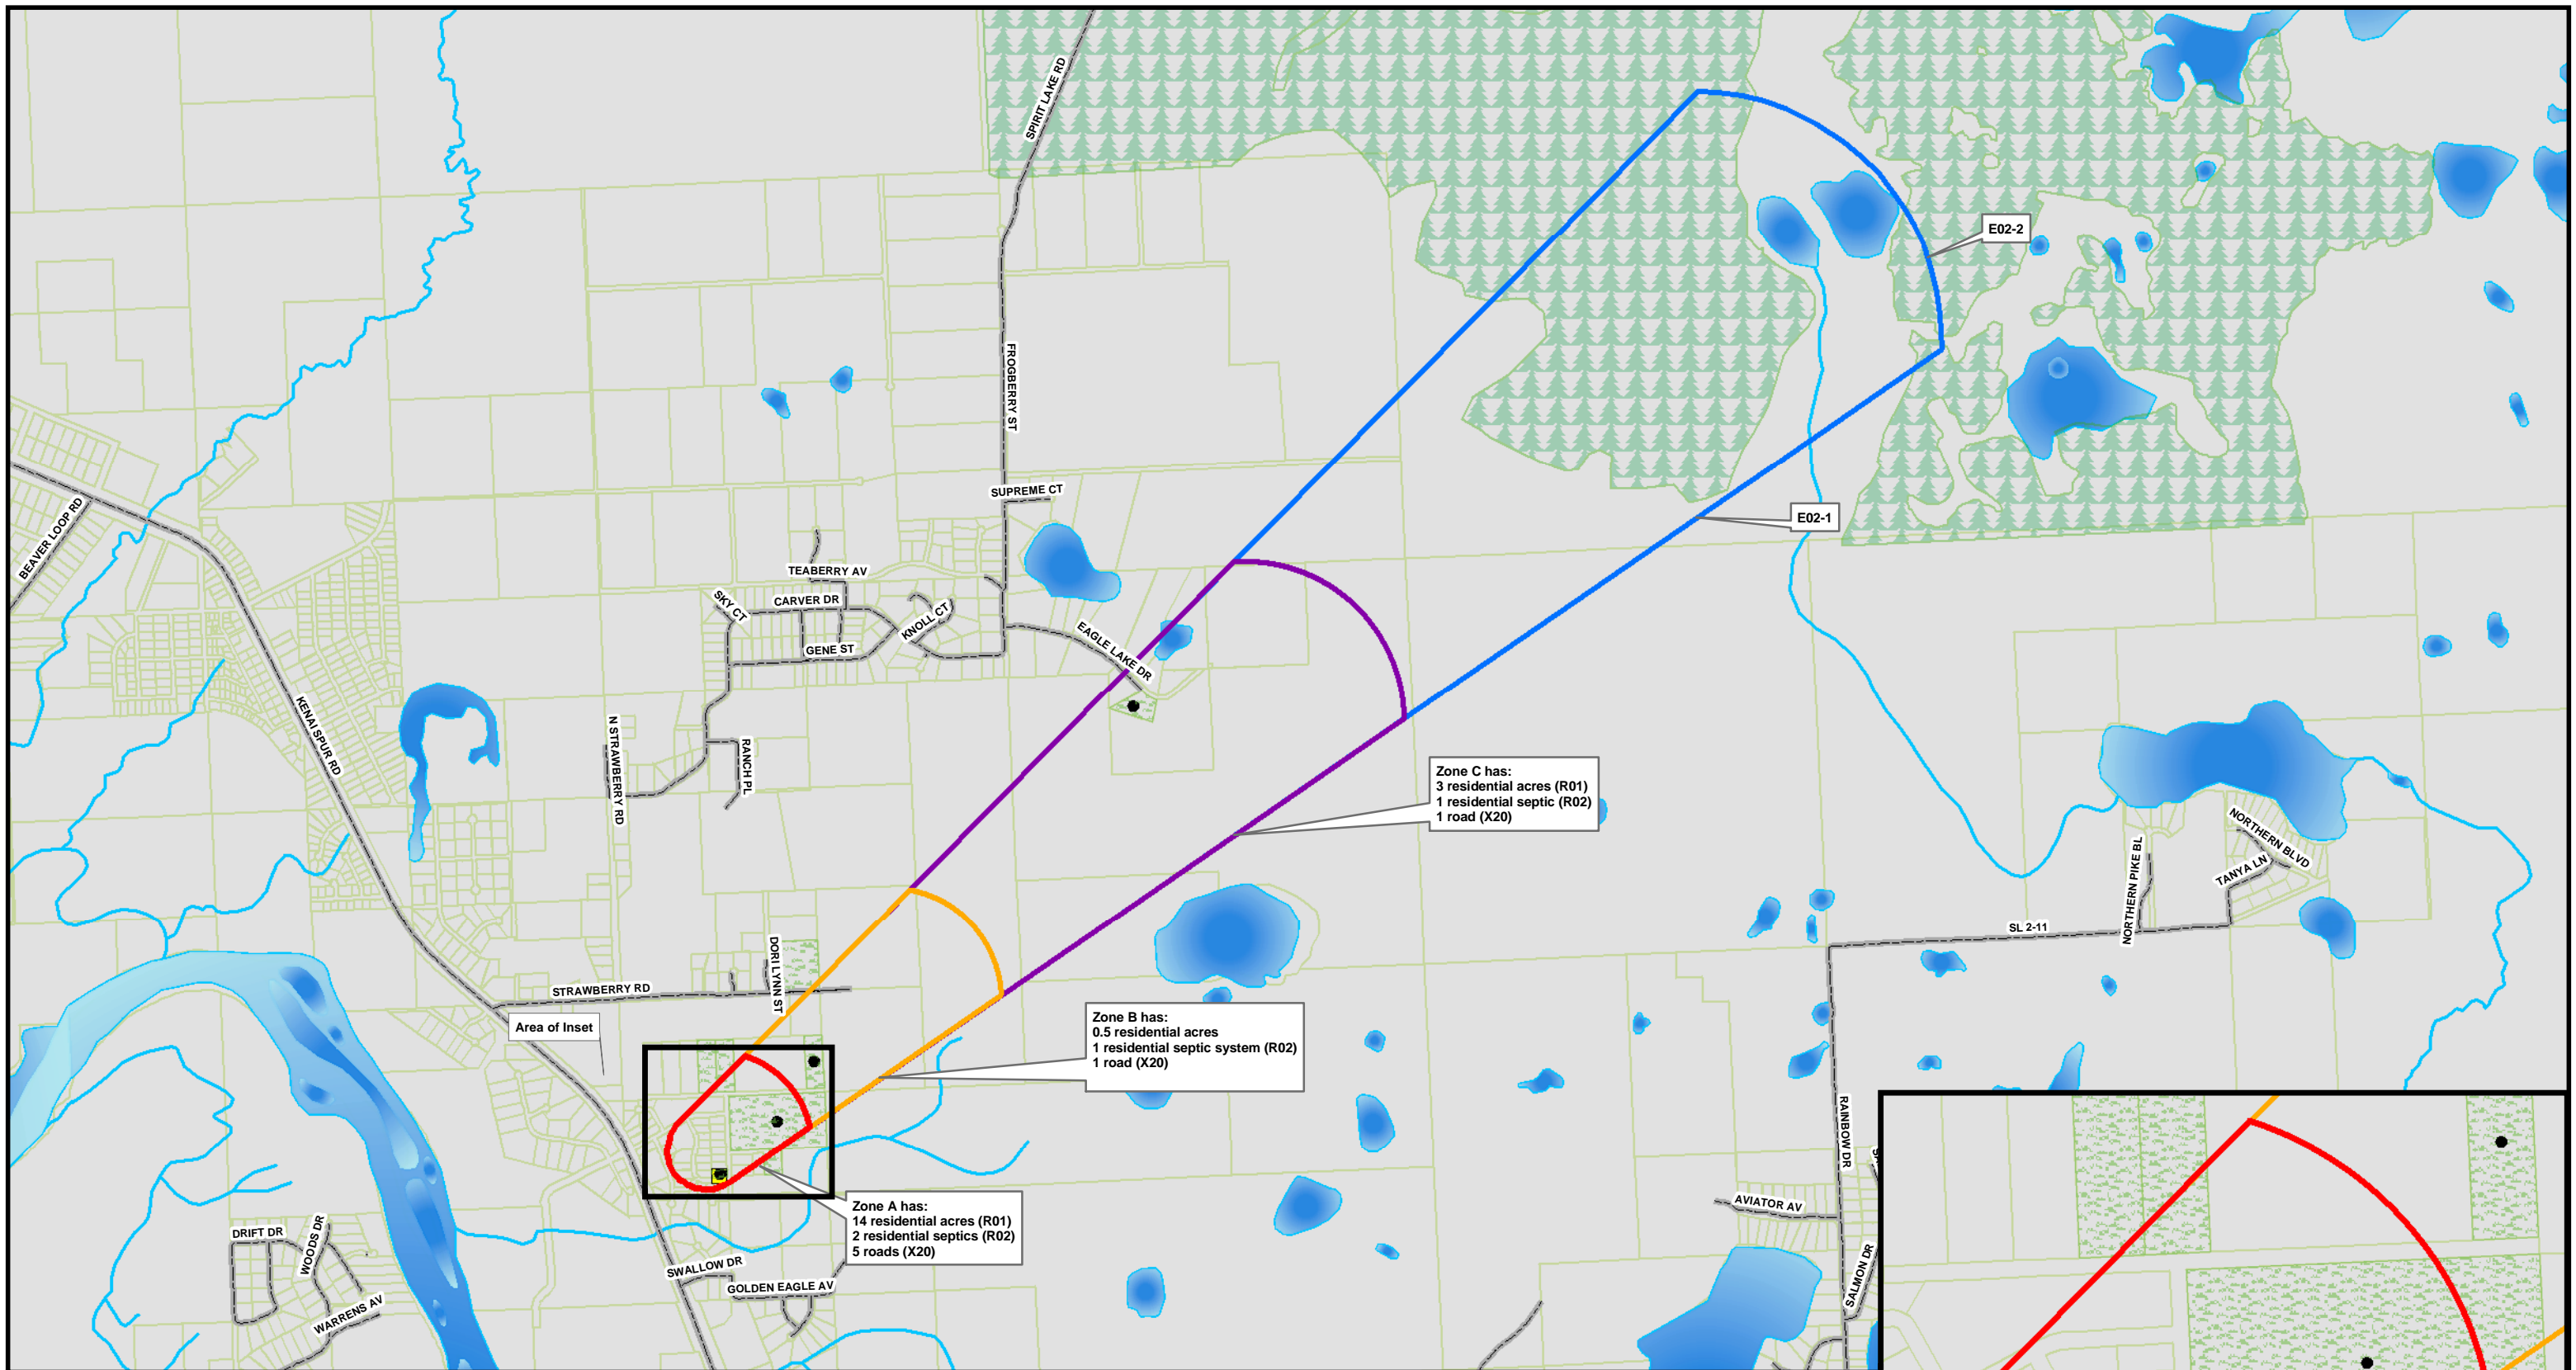 SPIRIT LAKE RD
E02-2
FROGBERRY ST
SUPREME CT
BEAVER LOOP RD
E02-1
TEABERRY AV
SKY CT
CARVER DR
KNOLL CT
GENE ST
EAGLE LAKE DR
KENAI SPUR RD
N STRAWBERRY RD
RANCH PL
Zone C has:
3 residential acres (R01)
1 residential septic (R02)
1 road (X20)
NORTHERN BLVD
TANYA LN
NORTHERN PIKE BL
SL 2-11
DORI LYNN ST
STRAWBERRY RD
Area of Inset
Zone B has:
0.5 residential acres
1 residential septic system (R02)
1 road (X20)
RAINBOW DR
Zone A has:
14 residential acres (R01)
2 residential septics (R02)
5 roads (X20)
AVIATOR AV
DRIFT DR
WOODS DR
SWALLOW DR
GOLDEN EAGLE AV
SALMON DR
WARRENS AV